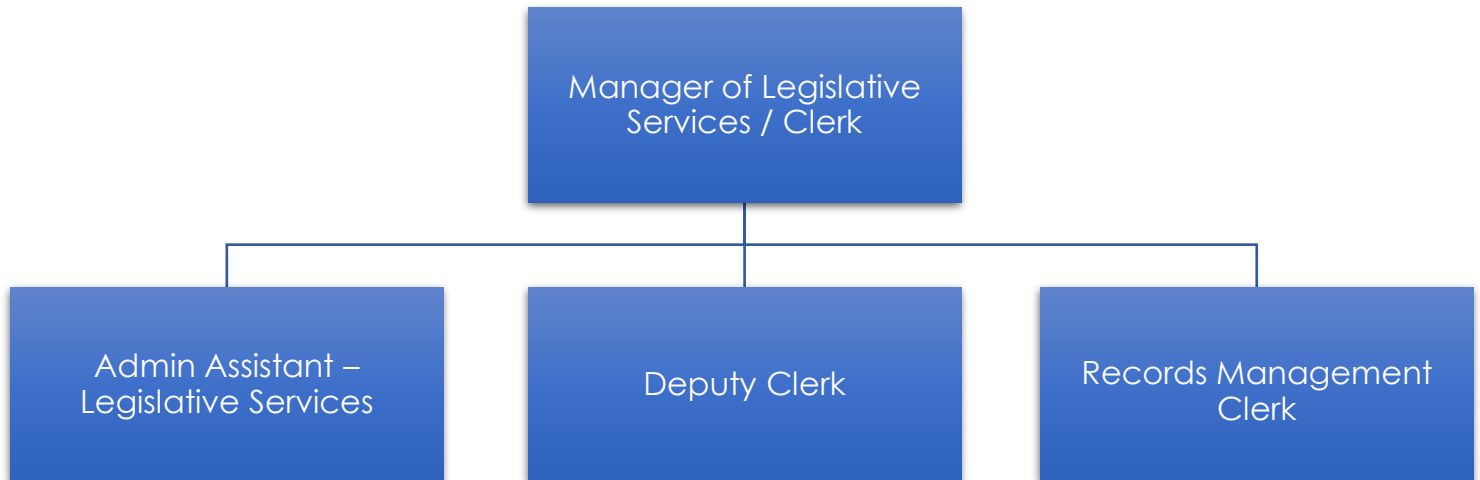 Manager of Legislative
Services / Clerk
Admin Assistant –
Legislative Services
Deputy Clerk
Records Management
Clerk